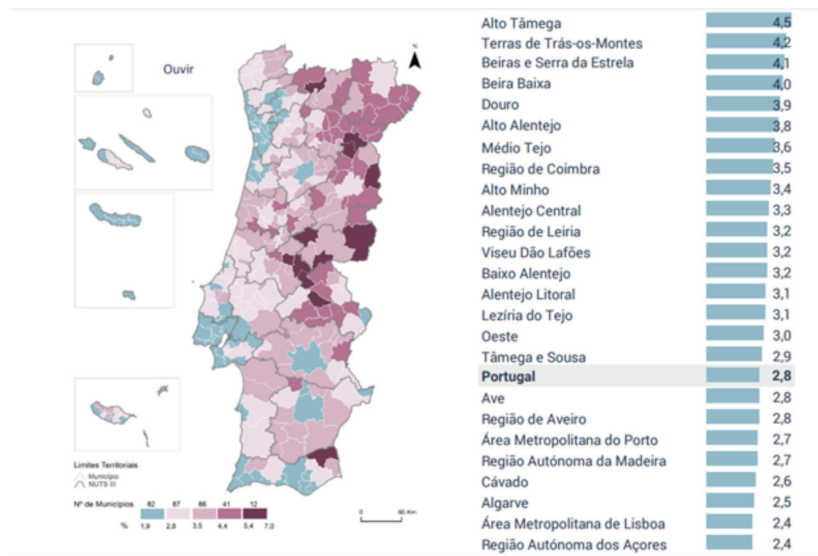 Ouvir
N
Limites Territoriais
Município
NUTS III
Nº de Municípios 82 87 86 41 12
% 1,9 2,8 3,5 4,4 5,4 7,0
0 50 Km
Alto Tâmega 4,5
Terras de Trás-os-Montes 4,2
Beiras e Serra da Estrela 4,1
Beira Baixa 4,0
Douro 3,9
Alto Alentejo 3,8
Médio Tejo 3,6
Região de Coimbra 3,5
Alto Minho 3,4
Alentejo Central 3,3
Região de Leiria 3,2
Viseu Dão Lafões 3,2
Baixo Alentejo 3,2
Alentejo Litoral 3,1
Lezíria do Tejo 3,1
Oeste 3,0
Tâmega e Sousa 2,9
Portugal 2,8
Ave 2,8
Região de Aveiro 2,8
Área Metropolitana do Porto 2,7
Região Autónoma da Madeira 2,7
Cávado 2,6
Algarve 2,5
Área Metropolitana de Lisboa 2,4
Região Autónoma dos Açores 2,4